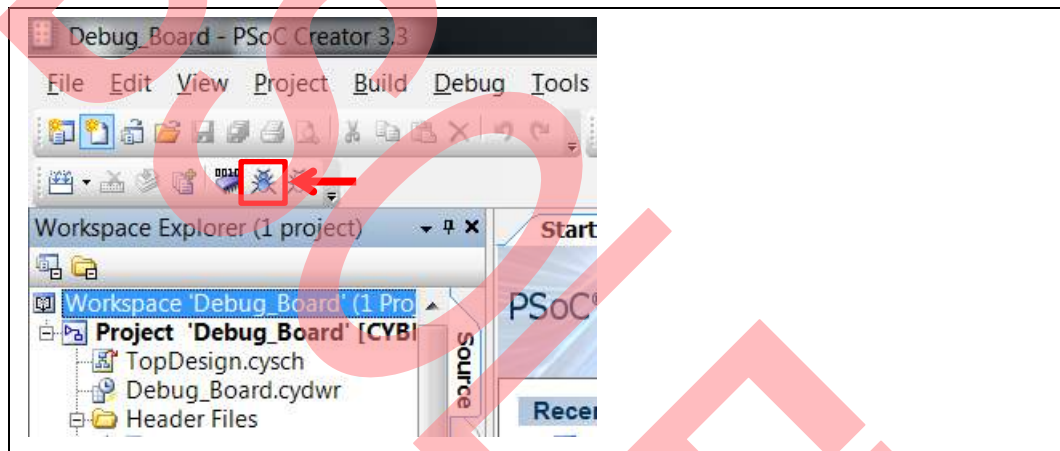 Debug_Board - PSoC Creator 3.3
File Edit View Project Build Debug Tools
Workspace Explorer (1 project)
Start
Workspace 'Debug_Board' (1 Pro
PSoC®
Project 'Debug_Board' [CYBI
Source
TopDesign.cysch
Debug_Board.cydwr
Recen
Header Files